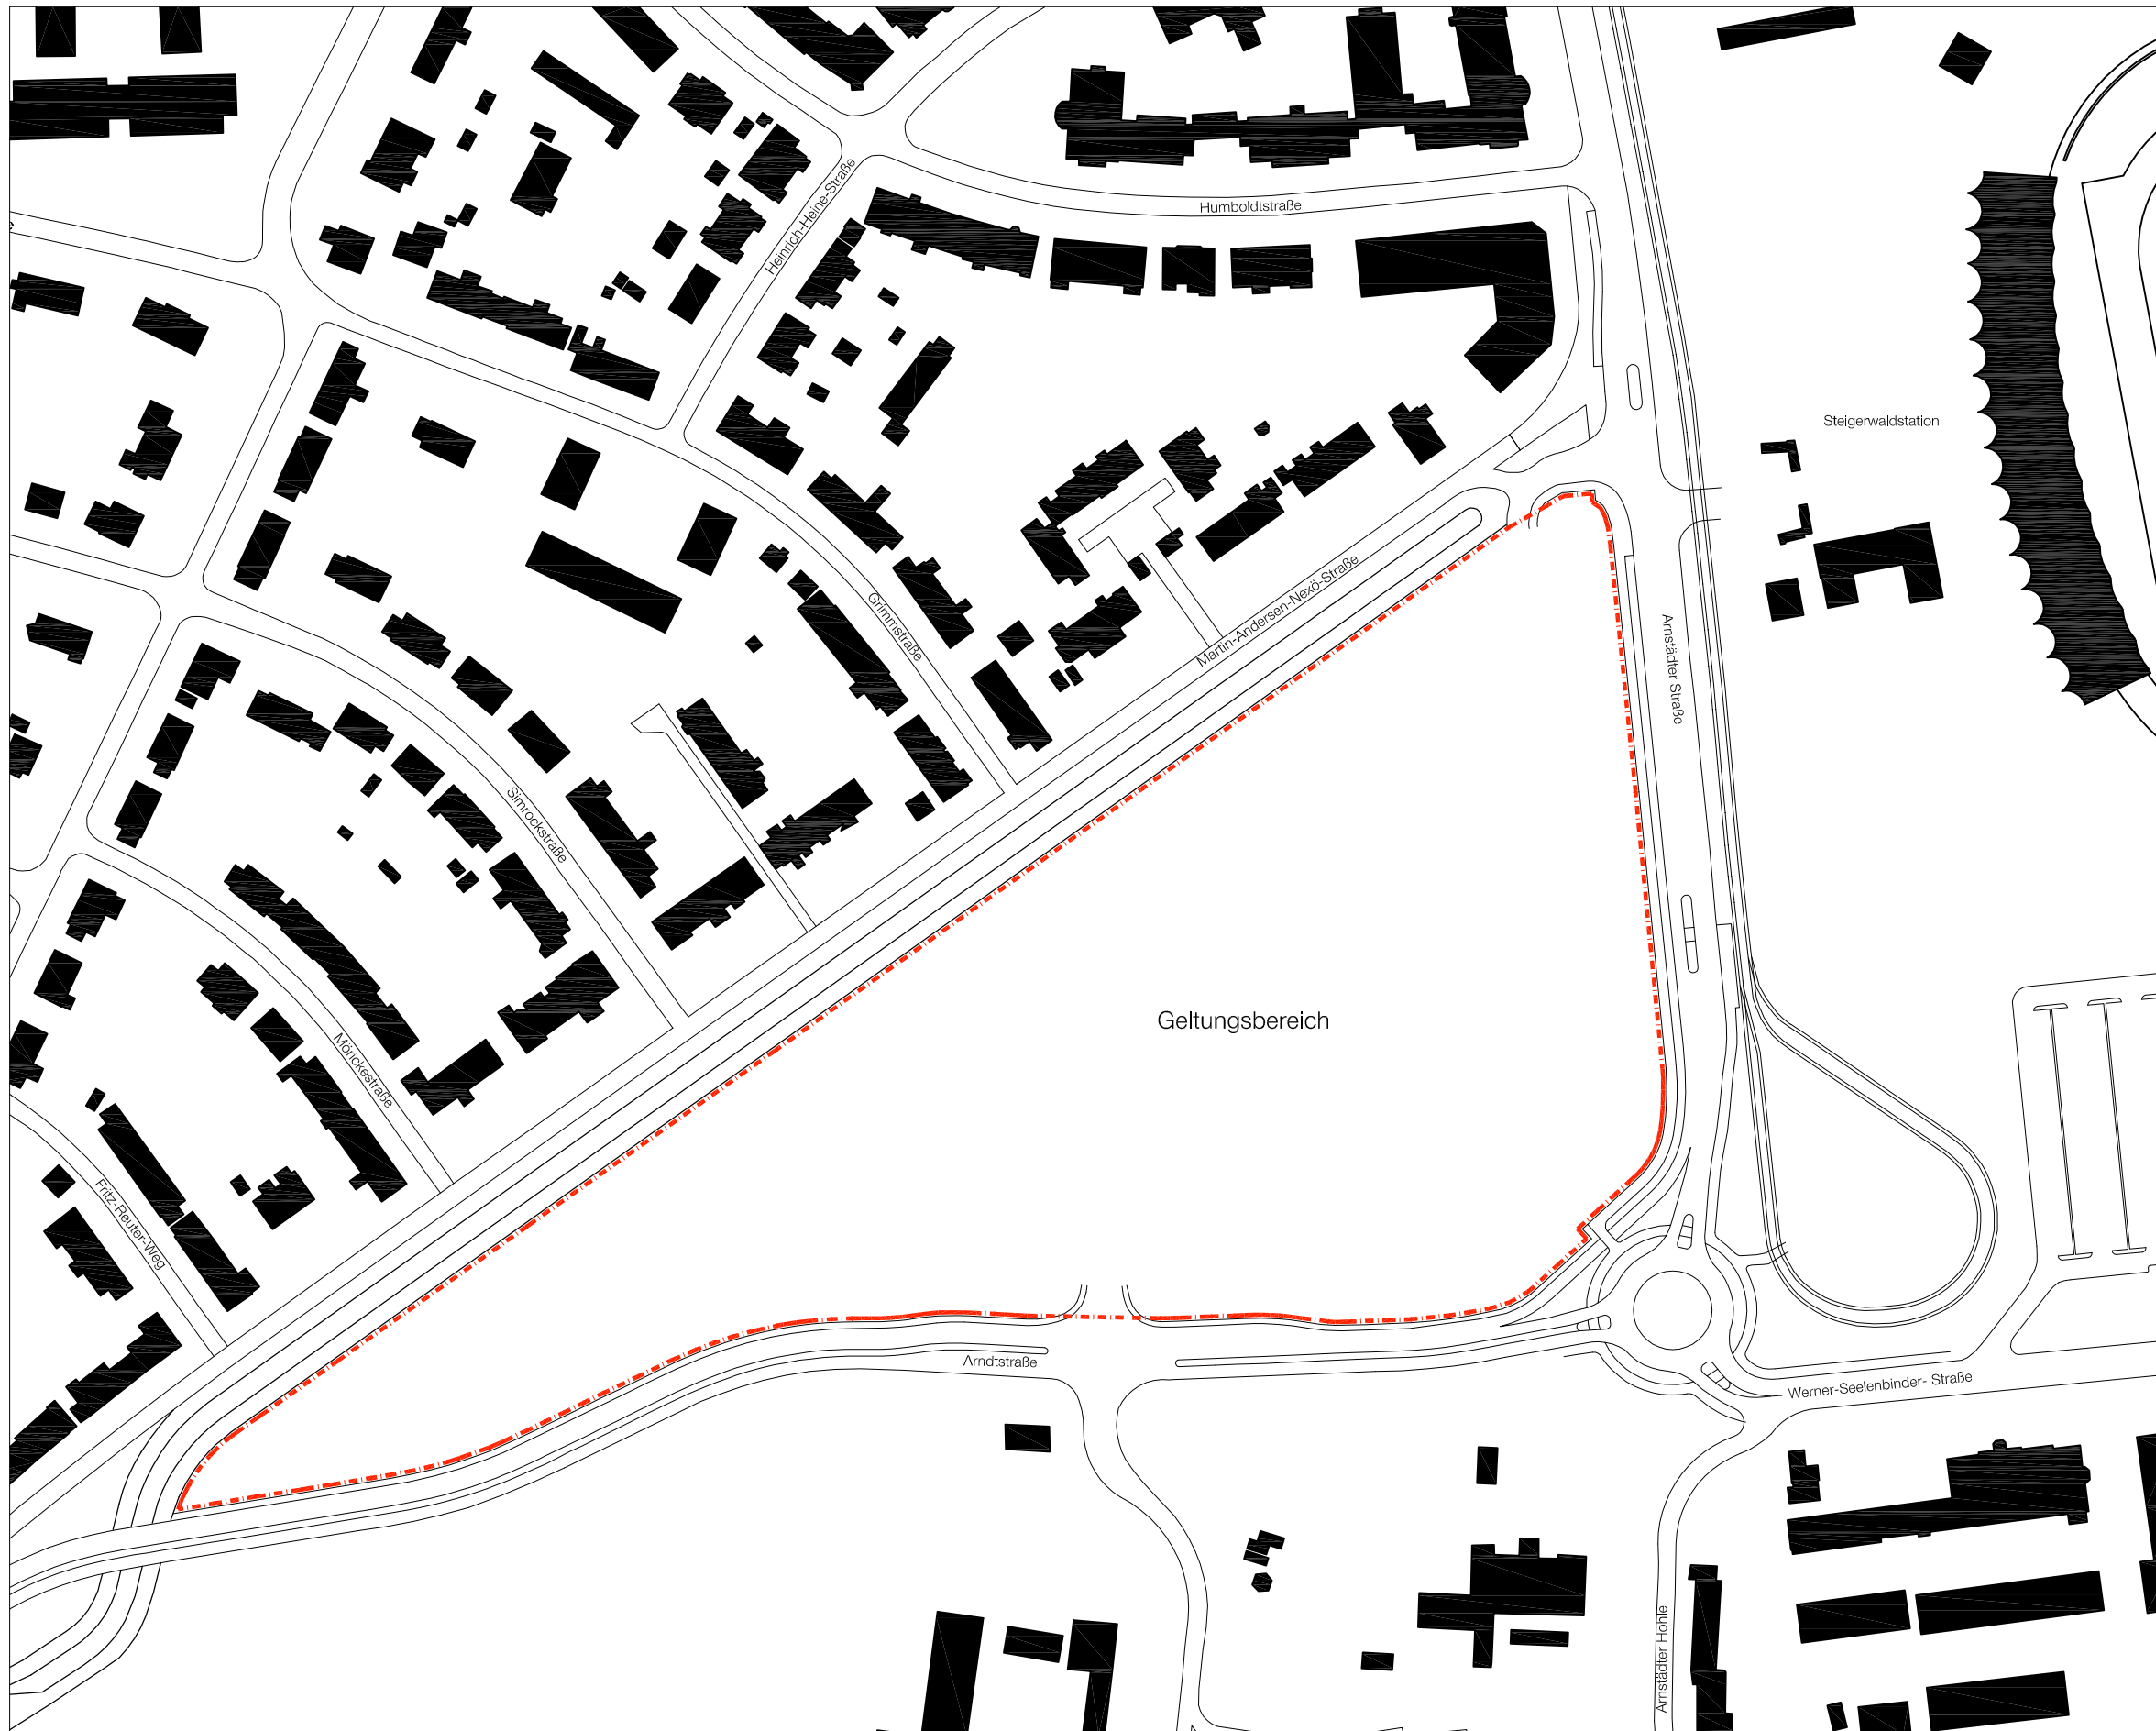 Heinrich-Heine-Straße
Humboldtstraße
Steigerwaldstation
Grimmstraße
Martin-Andersen-Nexö-Straße
Arnstädter Straße
Simrockstraße
Geltungsbereich
Mörickestraße
Fritz-Reuter-Weg
Arndtstraße
Werner-Seelenbinder- Straße
Arnstädter Hohle